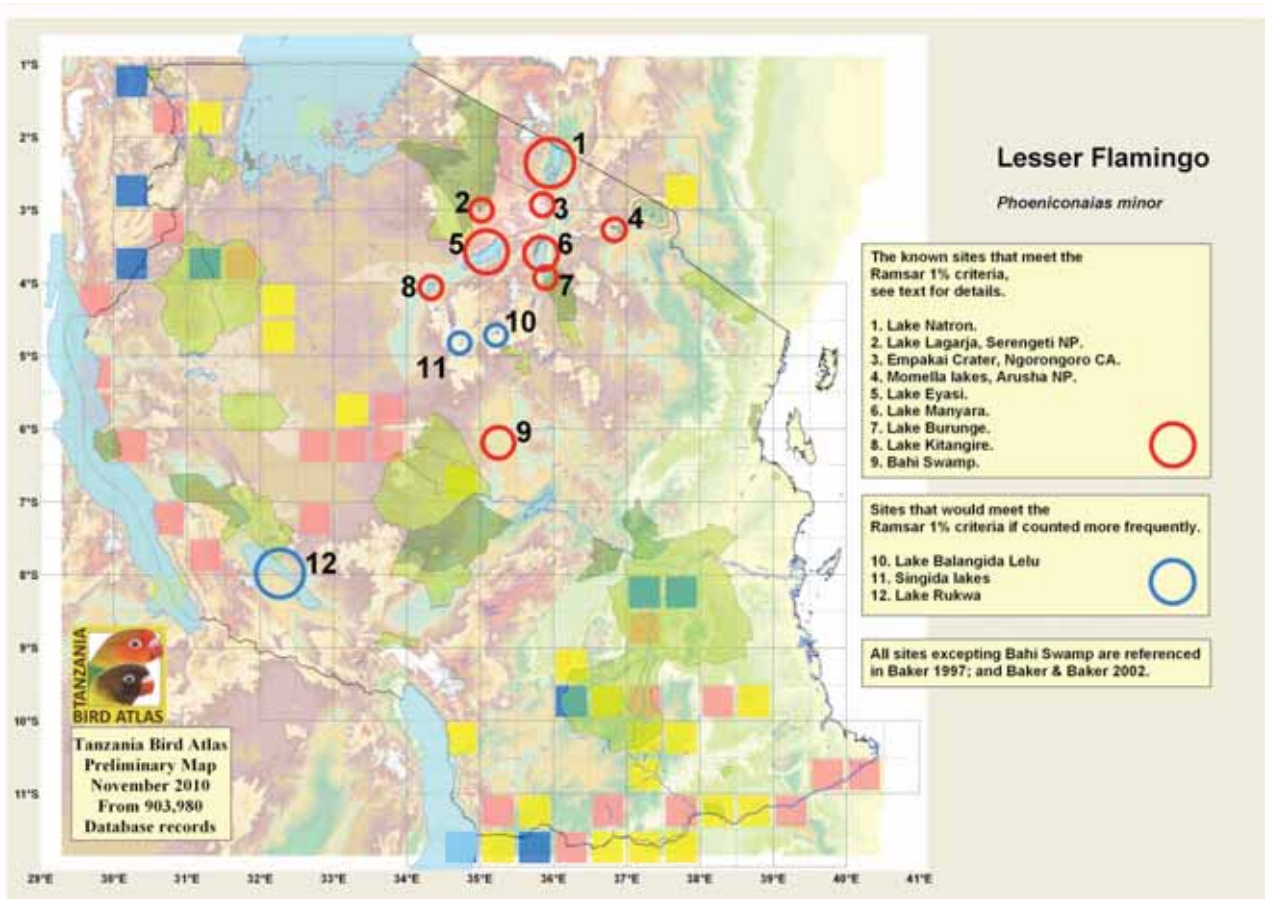 1°S
2°S
3°S
4°S
5°S
6°S
7°S
8°S
9°S
10°S
11°S
29°E 30°E 31°E 32°E 33°E 34°E 35°E 36°E 37°E 38°E 39°E 40°E 41°E
1
2
3
4
5
6
7
8
10
11
9
12
Lesser Flamingo
Phoeniconaias minor
The known sites that meet the
Ramsar 1% criteria,
see text for details.
1. Lake Natron.
2. Lake Lagarja, Serengeti NP.
3. Empakai Crater, Ngorongoro CA.
4. Momella lakes, Arusha NP.
5. Lake Eyasi.
6. Lake Manyara.
7. Lake Burunge.
8. Lake Kitangire.
9. Bahi Swamp.
Sites that would meet the
Ramsar 1% criteria if counted more frequently.
10. Lake Balangida Lelu
11. Singida lakes
12. Lake Rukwa
All sites excepting Bahi Swamp are referenced
in Baker 1997; and Baker & Baker 2002.
TANZANIA
BIRD ATLAS
Tanzania Bird Atlas
Preliminary Map
November 2010
From 903,980
Database records